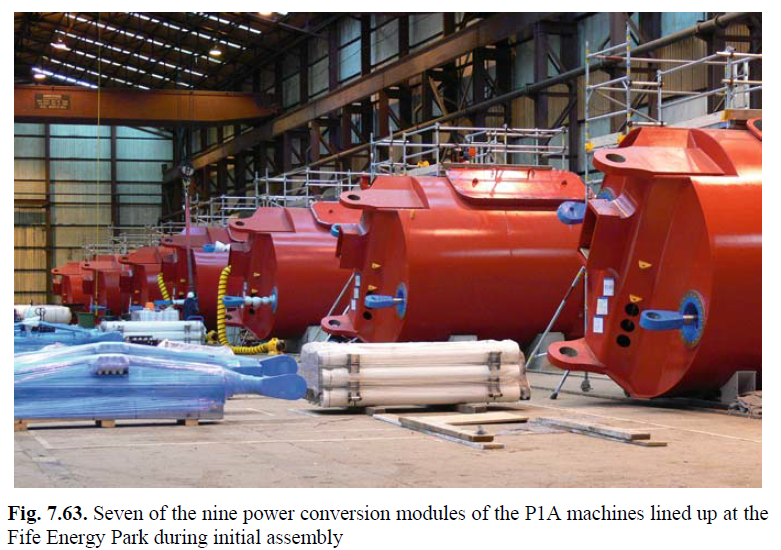 Fig. 7.63. Seven of the nine power conversion modules of the P1A machines lined up at the
Fife Energy Park during initial assembly